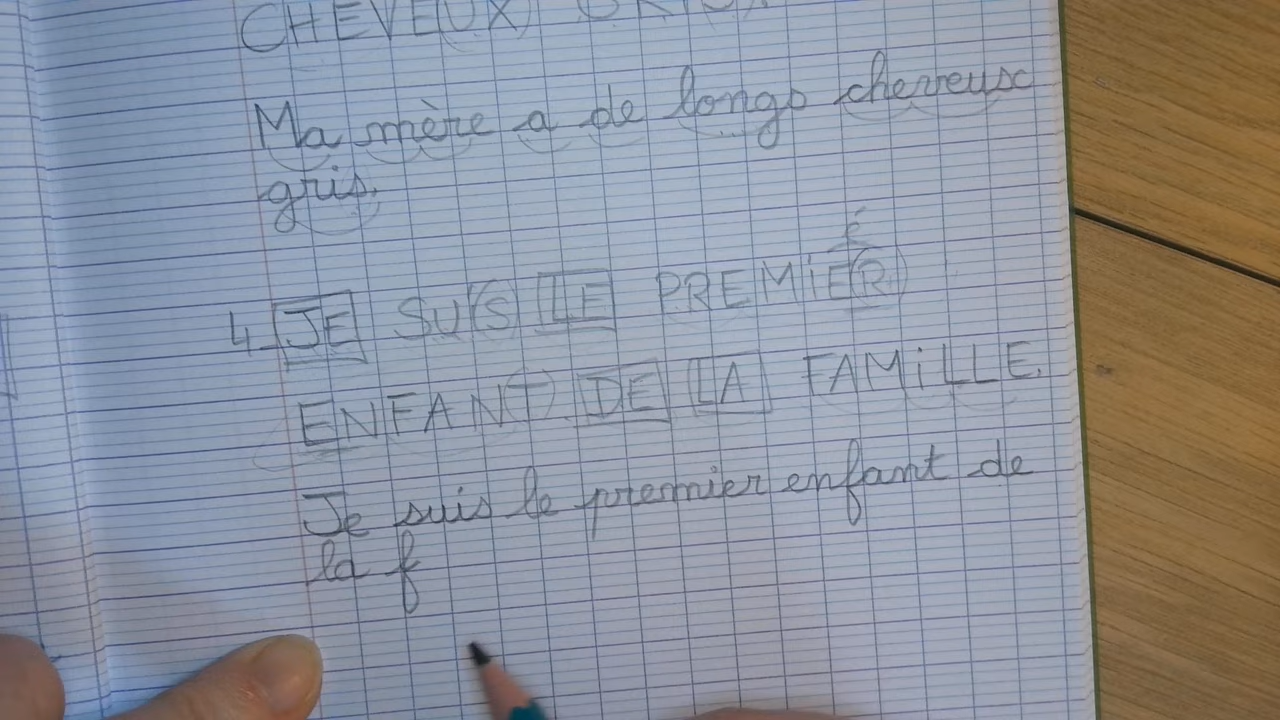 CHEVEUX GRIS.
Ma mère a de longs cheveux
gris.
é
4. JE SUIS LE PREMiER
ENFANT DE LA FAMiLLE.
Je suis le premier enfant de
la f